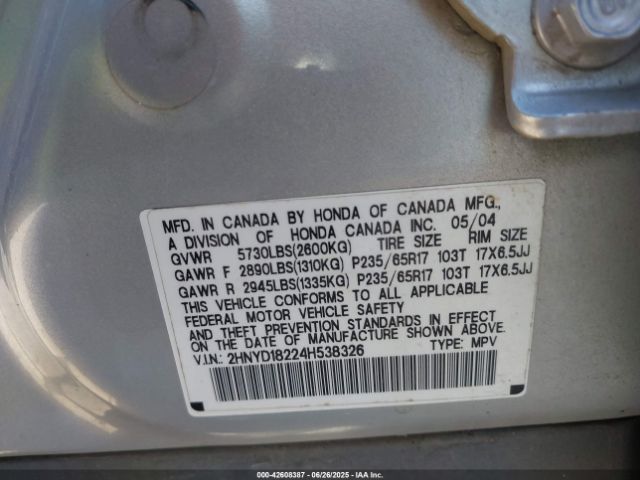 MFD. IN CANADA BY HONDA OF CANADA MFG.,
A DIVISION OF HONDA CANADA INC. 05/04
GVWR 5730LBS(2600KG) TIRE SIZE RIM SIZE
GAWR F 2890LBS(1310KG) P235/65R17 103T 17X6.5JJ
GAWR R 2945LBS(1335KG) P235/65R17 103T 17X6.5JJ
THIS VEHICLE CONFORMS TO ALL APPLICABLE
FEDERAL MOTOR VEHICLE SAFETY
AND THEFT PREVENTION STANDARDS IN EFFECT
ON THE DATE OF MANUFACTURE SHOWN ABOVE.
V.I.N.: 2HNYD18224H538326 TYPE: MPV
000-42608387 - 06/26/2025 - IAAI.com